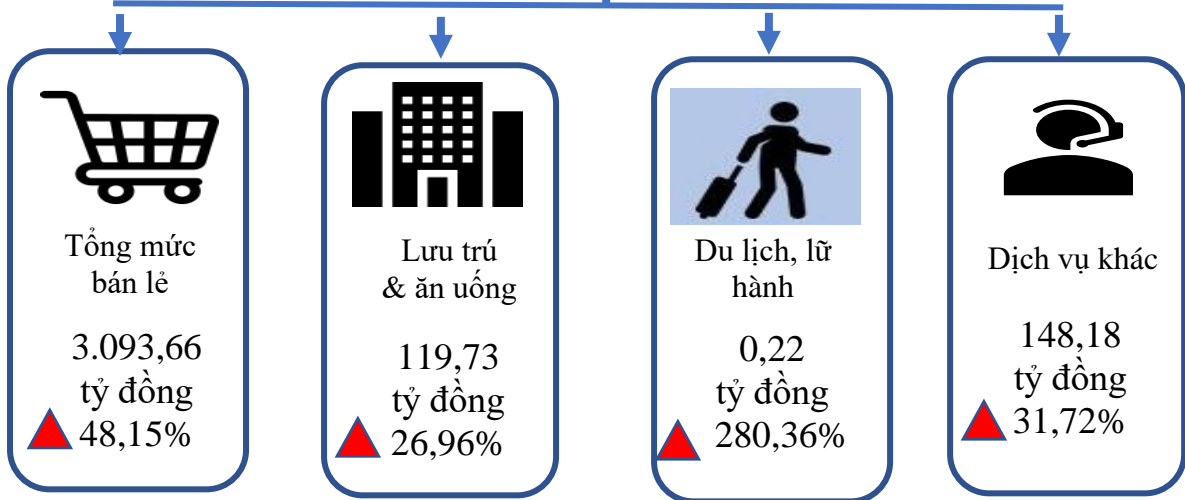 Tổng mức
bán lẻ
3.093,66
tỷ đồng
48,15%
Lưu trú
& ăn uống
119,73
tỷ đồng
26,96%
Du lịch, lữ
hành
0,22
tỷ đồng
280,36%
Dịch vụ khác
148,18
tỷ đồng
31,72%